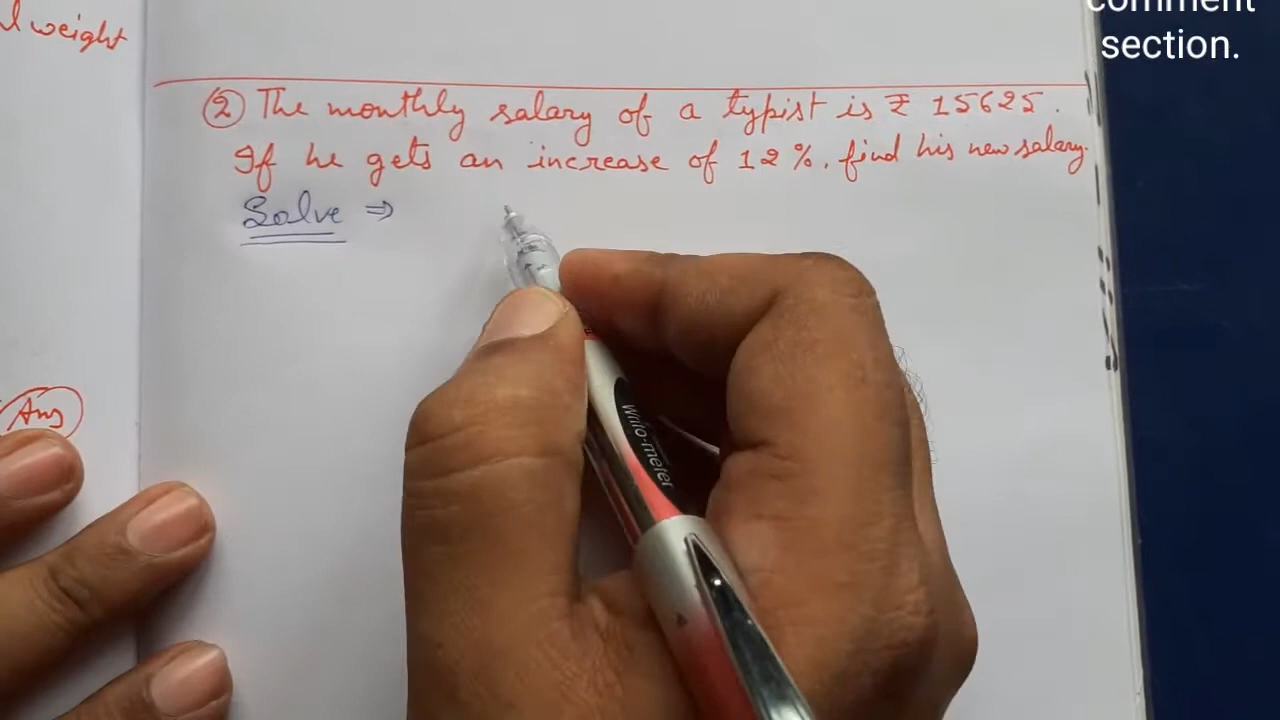 comment
section.
l weight
② The monthly salary of a typist is ₹ 15625.
If he gets an increase of 12%. find his new salary.
Solve ⇒
Ans
Writo-meter